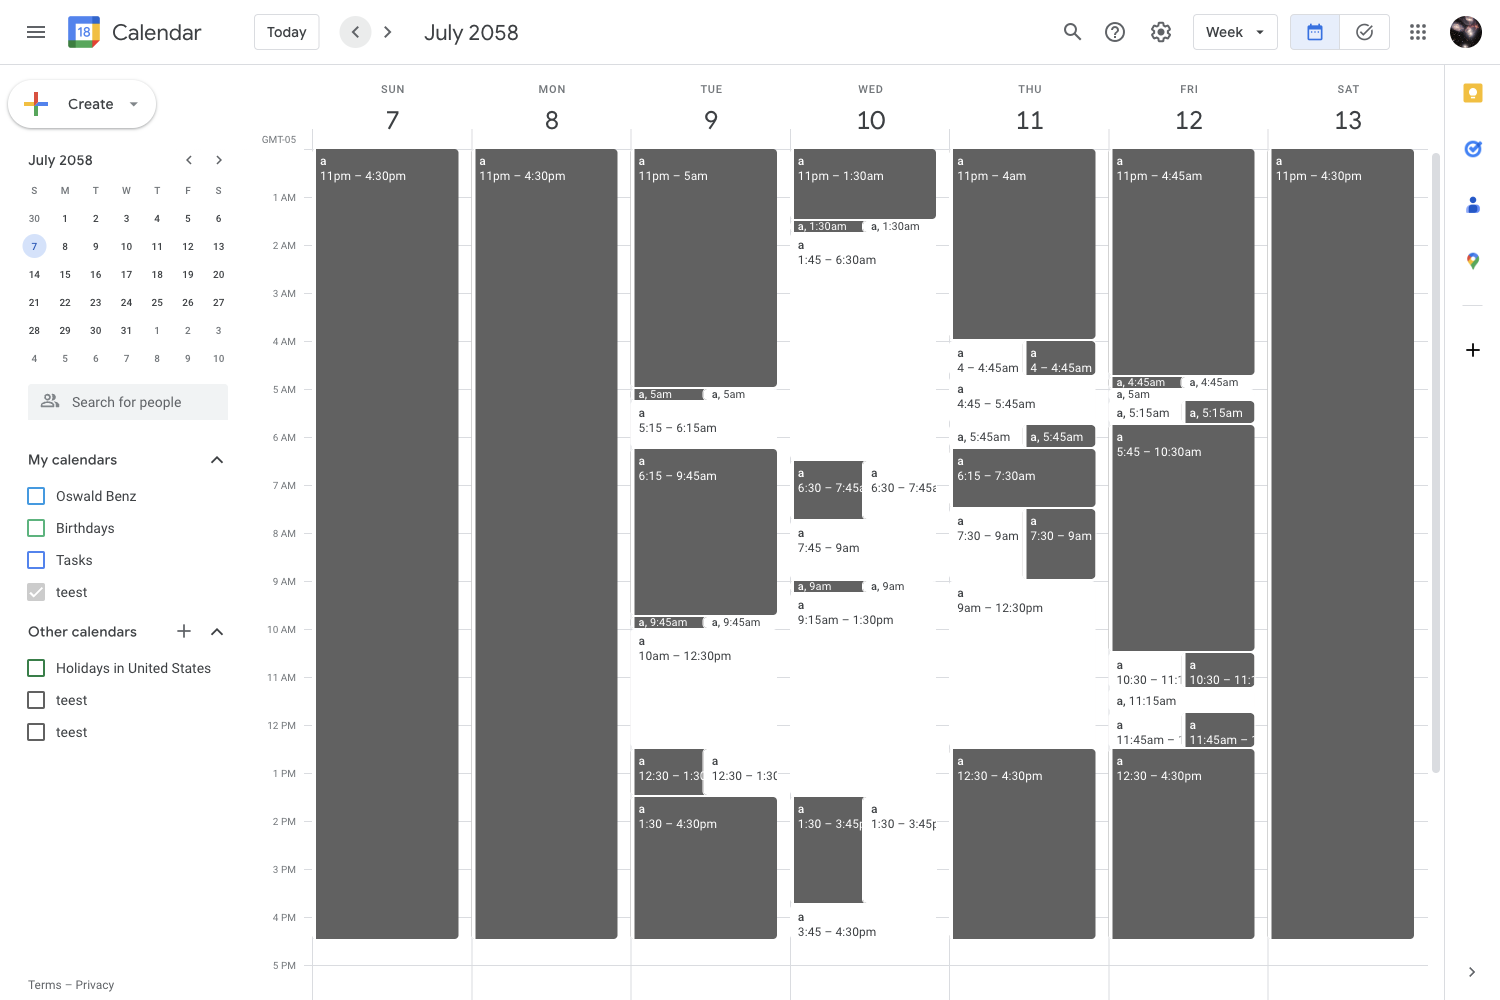 18 Calendar
Today
July 2058
Week
Create
July 2058
S M T W T F S
30 1 2 3 4 5 6
7 8 9 10 11 12 13
14 15 16 17 18 19 20
21 22 23 24 25 26 27
28 29 30 31 1 2 3
4 5 6 7 8 9 10
Search for people
My calendars
Oswald Benz
Birthdays
Tasks
teest
Other calendars
Holidays in United States
teest
teest
Terms – Privacy
GMT-05
1 AM
2 AM
3 AM
4 AM
5 AM
6 AM
7 AM
8 AM
9 AM
10 AM
11 AM
12 PM
1 PM
2 PM
3 PM
4 PM
5 PM
SUN
7
a
11pm – 4:30pm
MON
8
a
11pm – 4:30pm
TUE
9
a
11pm – 5am
a, 5am
a, 5am
a
5:15 – 6:15am
a
6:15 – 9:45am
a, 9:45am
a, 9:45am
a
10am – 12:30pm
a
12:30 – 1:30
a
12:30 – 1:30
a
1:30 – 4:30pm
WED
10
a
11pm – 1:30am
a, 1:30am
a, 1:30am
a
1:45 – 6:30am
a
6:30 – 7:45a
a
6:30 – 7:45a
a
7:45 – 9am
a, 9am
a, 9am
a
9:15am – 1:30pm
a
1:30 – 3:45p
a
1:30 – 3:45p
a
3:45 – 4:30pm
THU
11
a
11pm – 4am
a
4 – 4:45am
a
4 – 4:45am
a
4:45 – 5:45am
a, 5:45am
a, 5:45am
a
6:15 – 7:30am
a
7:30 – 9am
a
7:30 – 9am
a
9am – 12:30pm
a
12:30 – 4:30pm
FRI
12
a
11pm – 4:45am
a, 4:45am
a, 4:45am
a, 5am
a, 5:15am
a, 5:15am
a
5:45 – 10:30am
a
10:30 – 11:1
a
10:30 – 11:1
a, 11:15am
a
11:45am – 1
a
11:45am – 1
a
12:30 – 4:30pm
SAT
13
a
11pm – 4:30pm